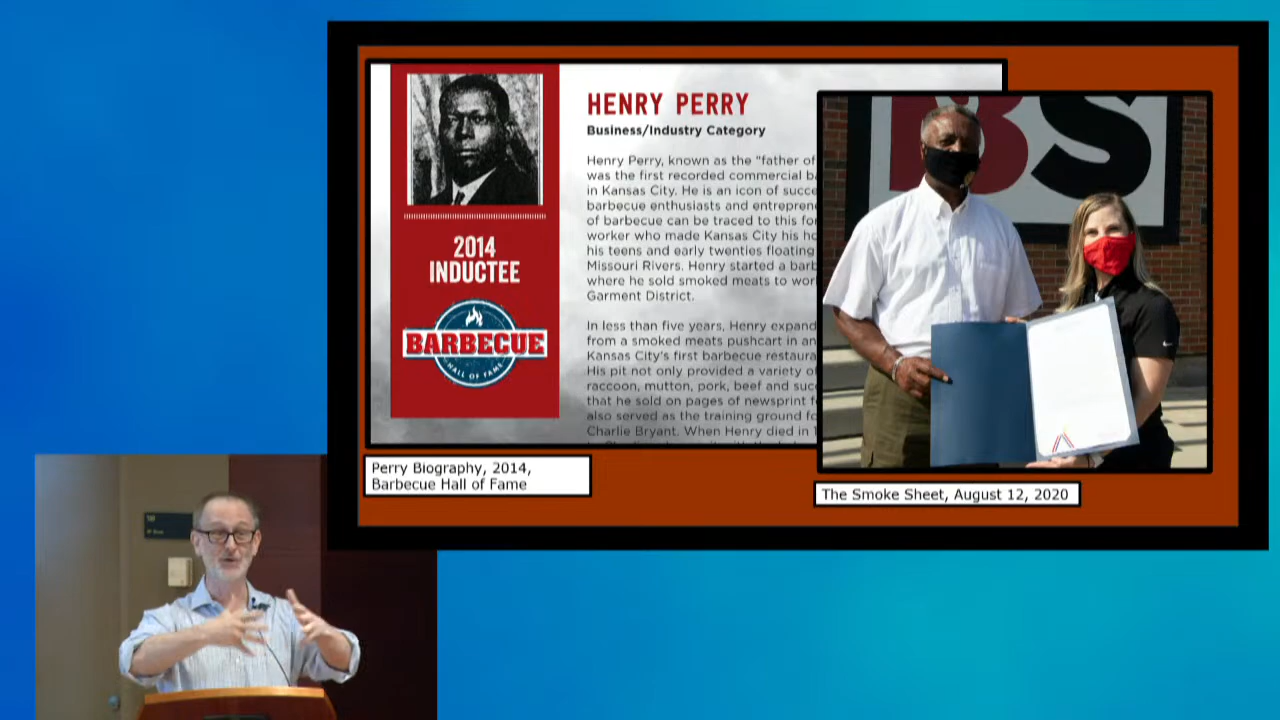 HENRY PERRY
Business/Industry Category
Henry Perry, known as the "father of
was the first recorded commercial b
in Kansas City. He is an icon of succe
barbecue enthusiasts and entreprene
of barbecue can be traced to this for
worker who made Kansas City his ho
his teens and early twenties floating
Missouri Rivers. Henry started a barb
where he sold smoked meats to wor
Garment District.
In less than five years, Henry expand
from a smoked meats pushcart in an
Kansas City's first barbecue restaura
His pit not only provided a variety of
raccoon, mutton, pork, beef and suc
that he sold on pages of newsprint f
also served as the training ground fo
Charlie Bryant. When Henry died in 1
2014
INDUCTEE
BARBECUE
HALL OF FAME
BS
Perry Biography, 2014,
Barbecue Hall of Fame
The Smoke Sheet, August 12, 2020